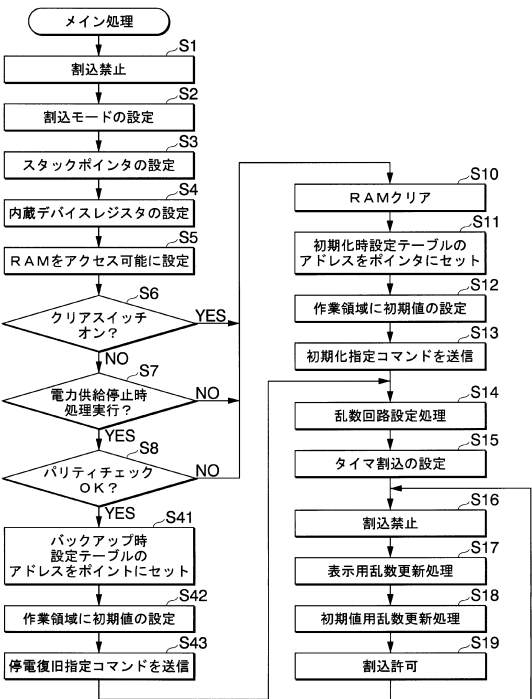 メイン処理
S1
割込禁止
S2
割込モードの設定
S3
スタックポインタの設定
S4
内蔵デバイスレジスタの設定
S5
RAMをアクセス可能に設定
S6
クリアスイッチ
オン？
YES
NO
S7
電力供給停止時
処理実行？
NO
YES
S8
パリティチェック
OK？
NO
YES
S41
バックアップ時
設定テーブルの
アドレスをポイントにセット
S42
作業領域に初期値の設定
S43
停電復旧指定コマンドを送信
S10
RAMクリア
S11
初期化時設定テーブルの
アドレスをポインタにセット
S12
作業領域に初期値の設定
S13
初期化指定コマンドを送信
S14
乱数回路設定処理
S15
タイマ割込の設定
S16
割込禁止
S17
表示用乱数更新処理
S18
初期値用乱数更新処理
S19
割込許可